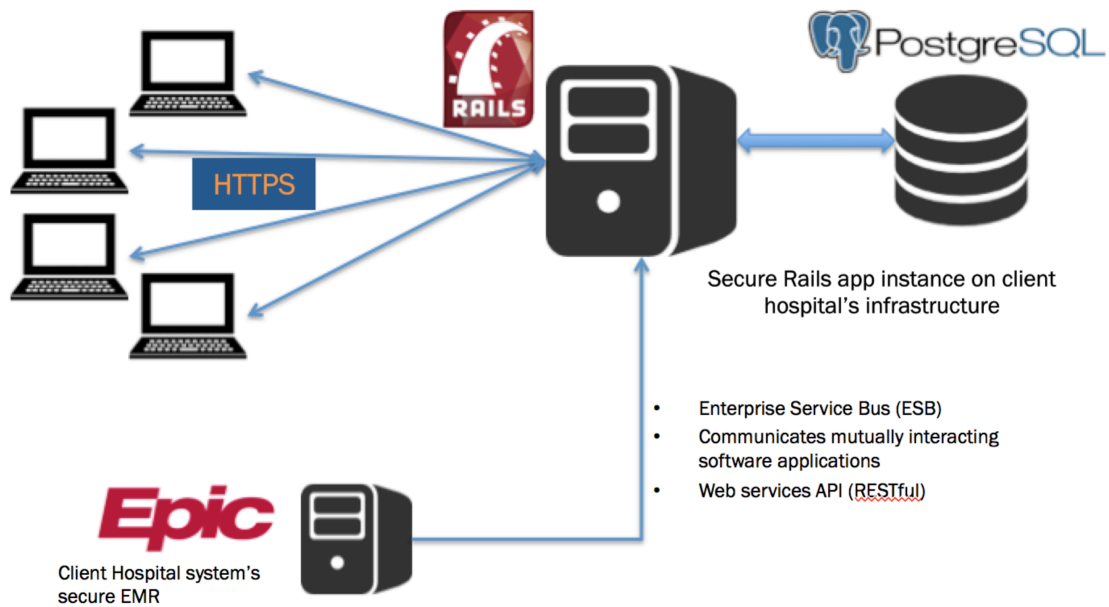 RAILS
PostgreSQL
HTTPS
Secure Rails app instance on client
hospital's infrastructure
• Enterprise Service Bus (ESB)
• Communicates mutually interacting
software applications
• Web services API (RESTful)
Epic
Client Hospital system's
secure EMR